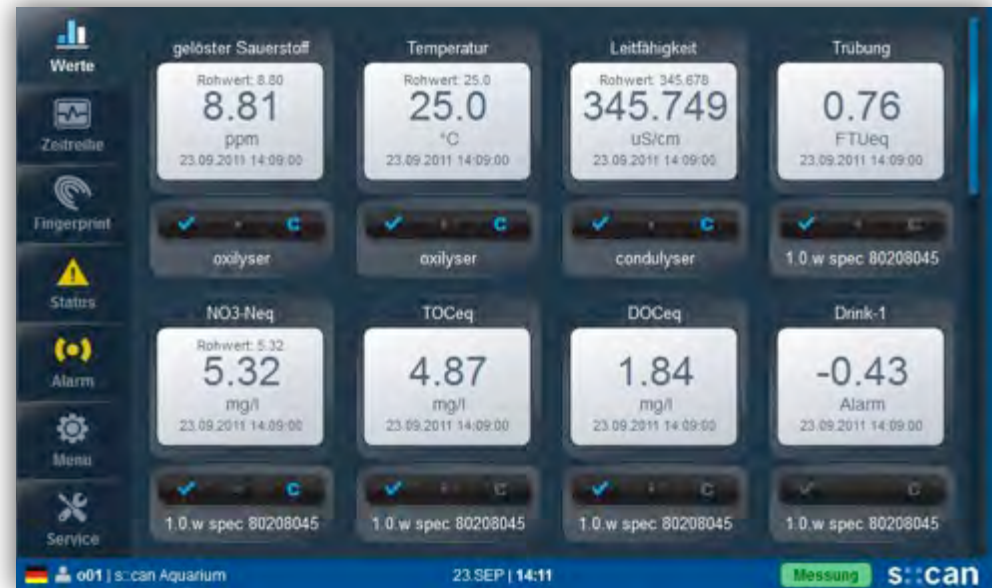 Werte
Zeitreihe
Fingerprint
Status
Alarm
Menü
Service
gelöster Sauerstoff
Rohwert: 8.80
8.81
ppm
23.09.2011 14:09:00
C
oxilyser
Temperatur
Rohwert: 25.0
25.0
°C
23.09.2011 14:09:00
C
oxilyser
Leitfähigkeit
Rohwert: 345.678
345.749
uS/cm
23.09.2011 14:09:00
C
condulyser
Trübung
0.76
FTUeq
23.09.2011 14:09:00
C
1.0.w spec 80208045
NO3-Neq
Rohwert: 5.32
5.32
mg/l
23.09.2011 14:09:00
C
1.0.w spec 80208045
TOCeq
4.87
mg/l
23.09.2011 14:09:00
C
1.0.w spec 80208045
DOCeq
1.84
mg/l
23.09.2011 14:09:00
C
1.0.w spec 80208045
Drink-1
-0.43
Alarm
23.09.2011 14:09:00
C
1.0.w spec 80208045
o01 | s::can Aquarium
23.SEP | 14:11
Messung
s::can